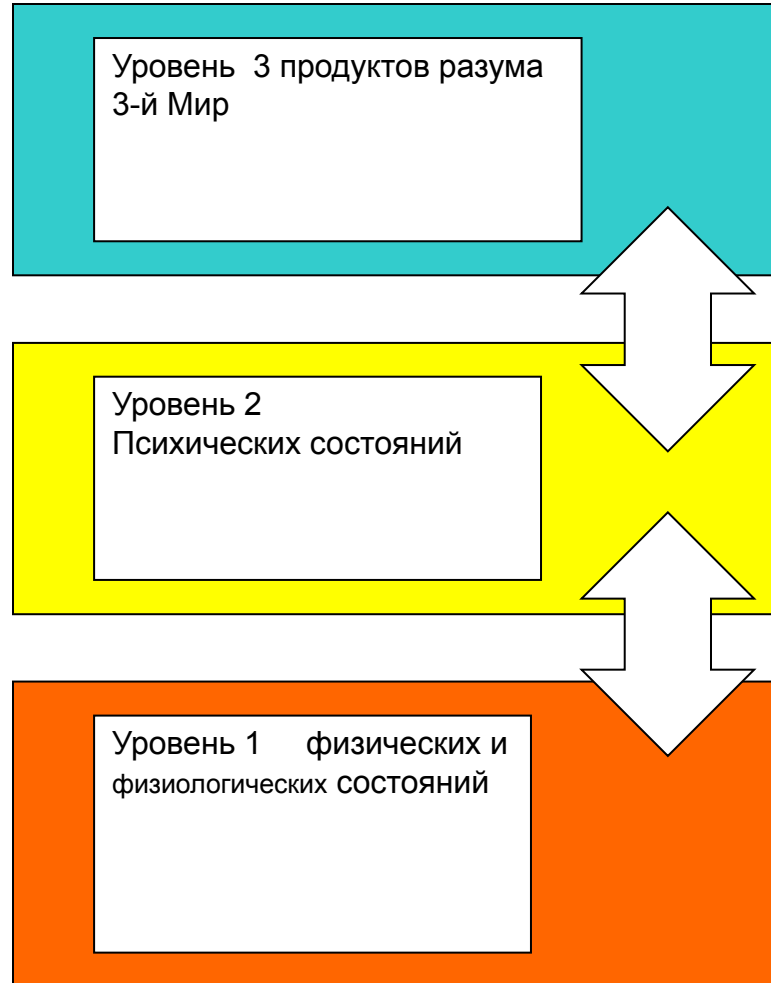 Уровень 3 продуктов разума
3-й Мир
Уровень 2
Психических состояний
Уровень 1 физических и
физиологических состояний